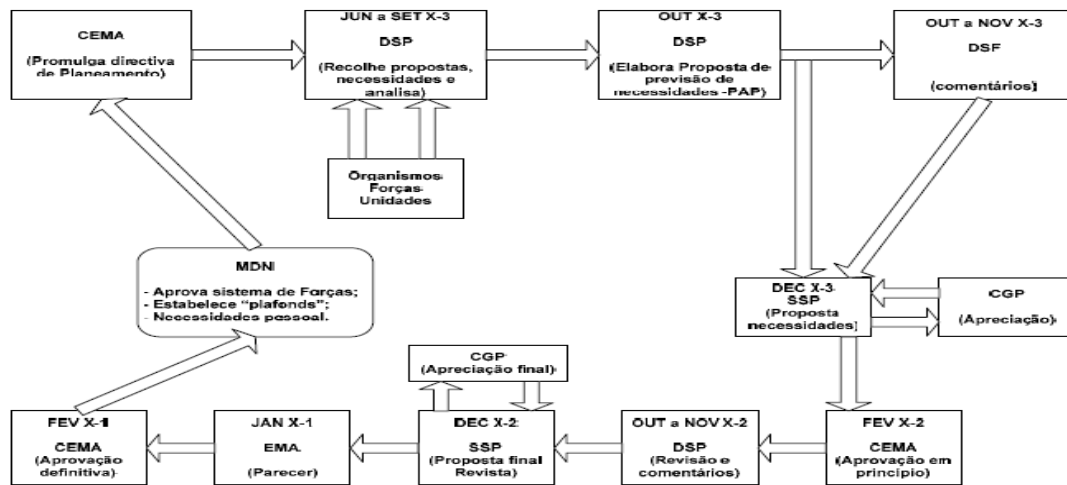 CEMA
(Promulga directiva
de Planeamento)
JUN a SET X-3
DSP
(Recolhe propostas,
necessidades e
analisa)
OUT X-3
DSP
(Elabora Proposta de
previsão de
necessidades -PAP)
OUT a NOV X-3
DSF
(comentários)
Organismos
Forças
Unidades
MDN
- Aprova sistema de Forças;
- Estabelece “plafonds”;
- Necessidades pessoal.
DEC X-3
SSP
(Proposta
necessidades)
CGP
(Apreciação)
CGP
(Apreciação final)
FEV X-1
CEMA
(Aprovação
definitiva)
JAN X-1
EMA
(Parecer)
DEC X-2
SSP
(Proposta final
Revista)
OUT a NOV X-2
DSP
(Revisão e
comentários)
FEV X-2
CEMA
(Aprovação em
princípio)